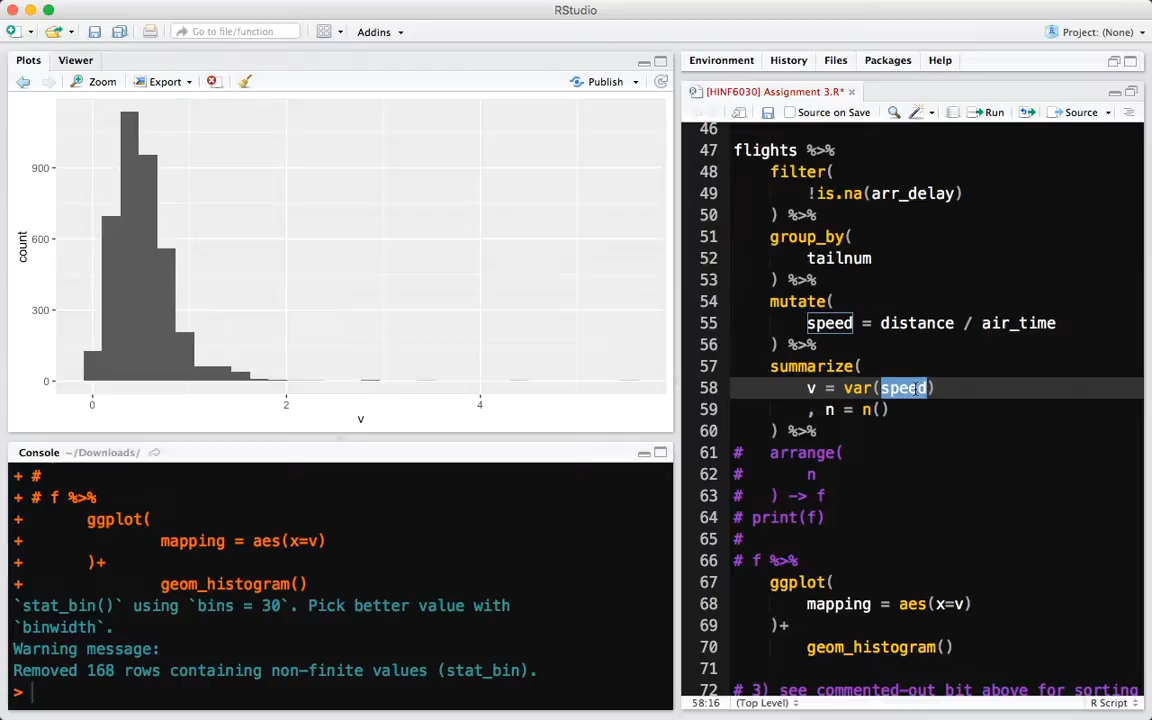 RStudio
Go to file/function
Addins
Project: (None)
Plots Viewer
Zoom Export Publish
900
600
300
0
count
0 2 4
v
Console ~/Downloads/
+ #
+ # f %>%
+ ggplot(
+ mapping = aes(x=v)
+ )+
+ geom_histogram()
`stat_bin()` using `bins = 30`. Pick better value with
`binwidth`.
Warning message:
Removed 168 rows containing non-finite values (stat_bin).
>
Environment History Files Packages Help
[HINF6030] Assignment 3.R*
Source on Save Run Source
46
47 flights %>%
48 filter(
49 !is.na(arr_delay)
50 ) %>%
51 group_by(
52 tailnum
53 ) %>%
54 mutate(
55 speed = distance / air_time
56 ) %>%
57 summarize(
58 v = var(speed)
59 , n = n()
60 ) %>%
61 # arrange(
62 # n
63 # ) -> f
64 # print(f)
65 #
66 # f %>%
67 ggplot(
68 mapping = aes(x=v)
69 )+
70 geom_histogram()
71
72 # 3) see commented-out bit above for sorting
58:16 (Top Level) R Script